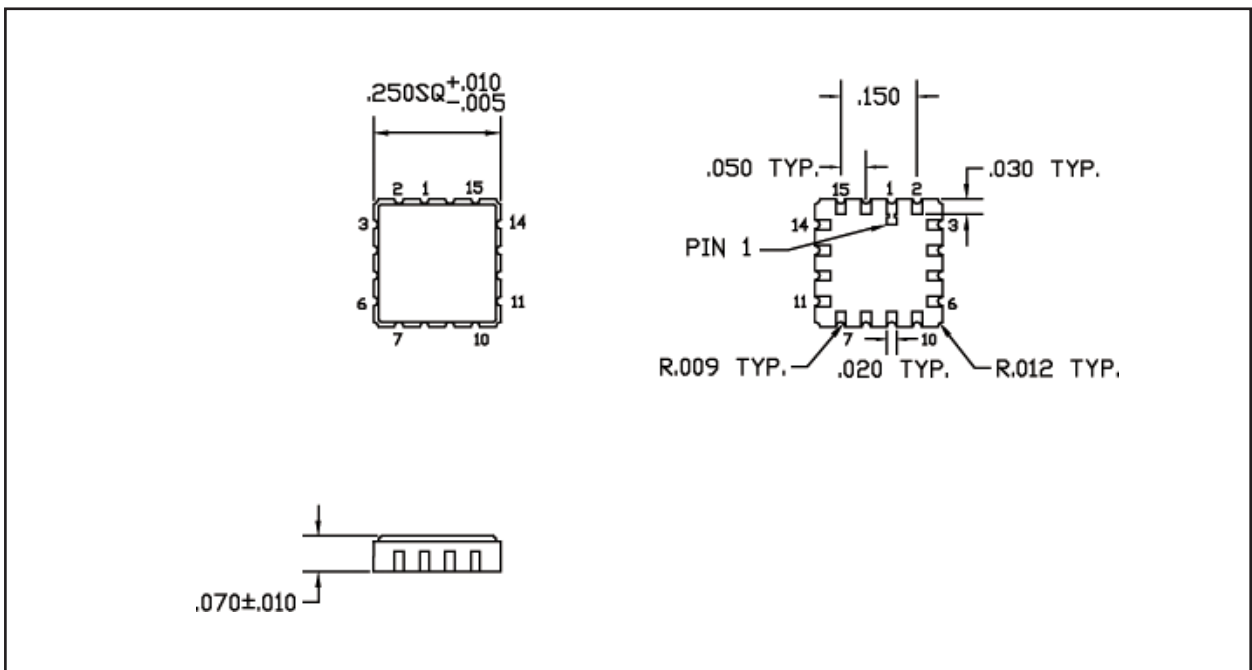 .250SQ +.010 -.005
2 1 15
3 14
6 11
7 10
.150
.050 TYP. .030 TYP.
15 1 2
14 3
PIN 1
11 6
7 10
R.009 TYP. .020 TYP. R.012 TYP.
.070±.010